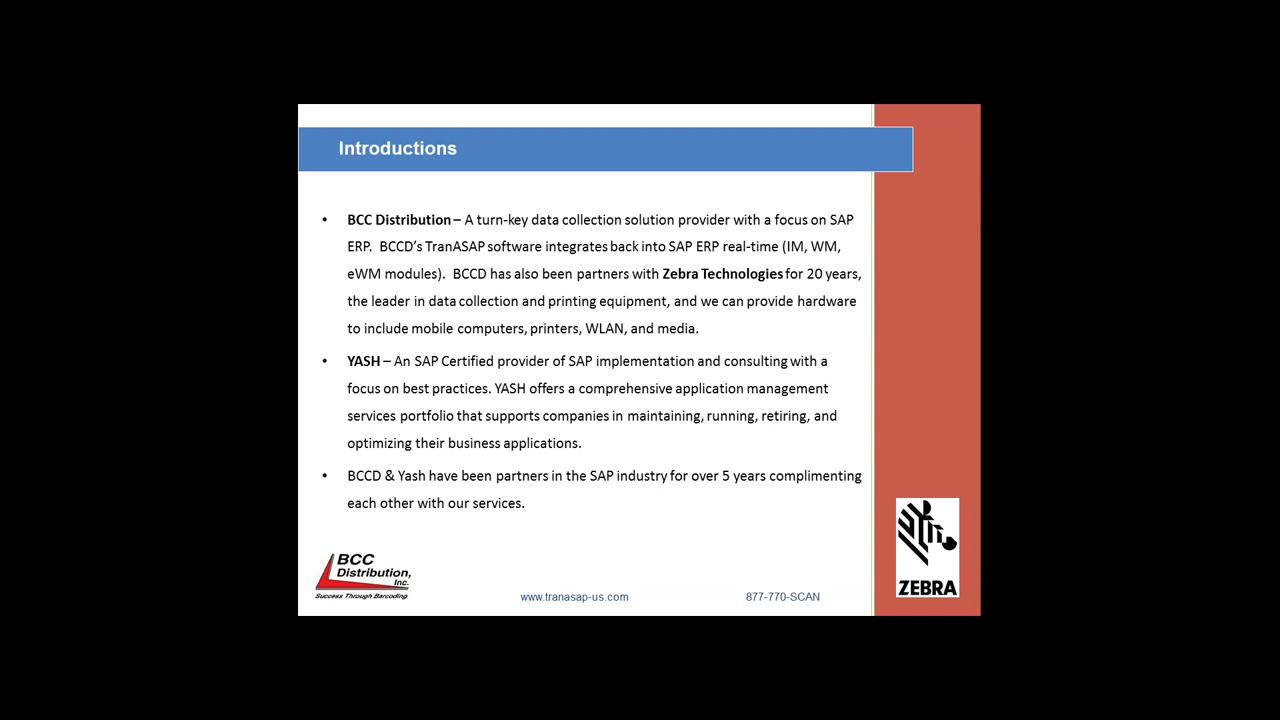 Introductions
• BCC Distribution – A turn-key data collection solution provider with a focus on SAP
ERP. BCCD's TranASAP software integrates back into SAP ERP real-time (IM, WM,
eWM modules). BCCD has also been partners with Zebra Technologies for 20 years,
the leader in data collection and printing equipment, and we can provide hardware
to include mobile computers, printers, WLAN, and media.
• YASH – An SAP Certified provider of SAP implementation and consulting with a
focus on best practices. YASH offers a comprehensive application management
services portfolio that supports companies in maintaining, running, retiring, and
optimizing their business applications.
• BCCD & Yash have been partners in the SAP industry for over 5 years complimenting
each other with our services.
BCC
Distribution,
Inc.
Success Through Barcoding
www.tranasap-us.com
877-770-SCAN
ZEBRA